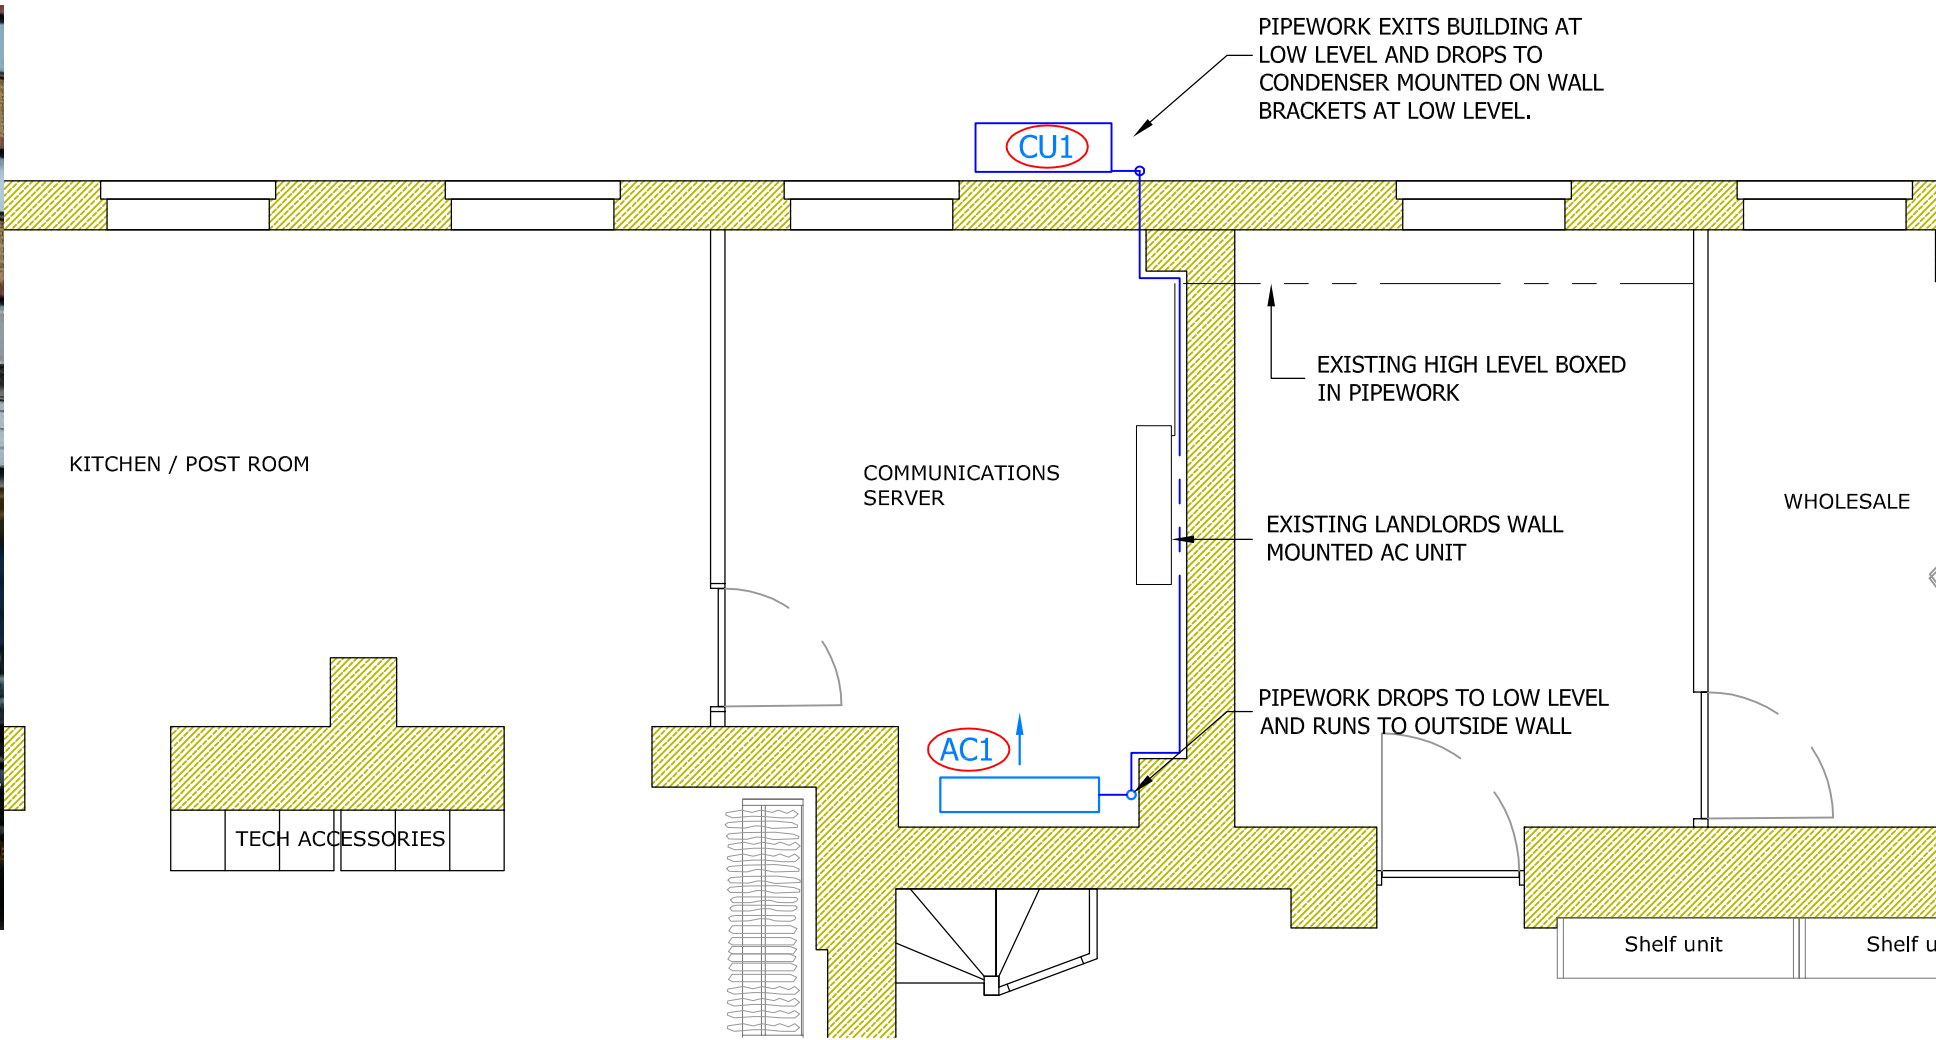 PIPEWORK EXITS BUILDING AT
LOW LEVEL AND DROPS TO
CONDENSER MOUNTED ON WALL
BRACKETS AT LOW LEVEL.
CU1
EXISTING HIGH LEVEL BOXED
IN PIPEWORK
KITCHEN / POST ROOM
COMMUNICATIONS
SERVER
WHOLESALE
EXISTING LANDLORDS WALL
MOUNTED AC UNIT
PIPEWORK DROPS TO LOW LEVEL
AND RUNS TO OUTSIDE WALL
AC1
TECH ACCESSORIES
Shelf unit
Shelf u